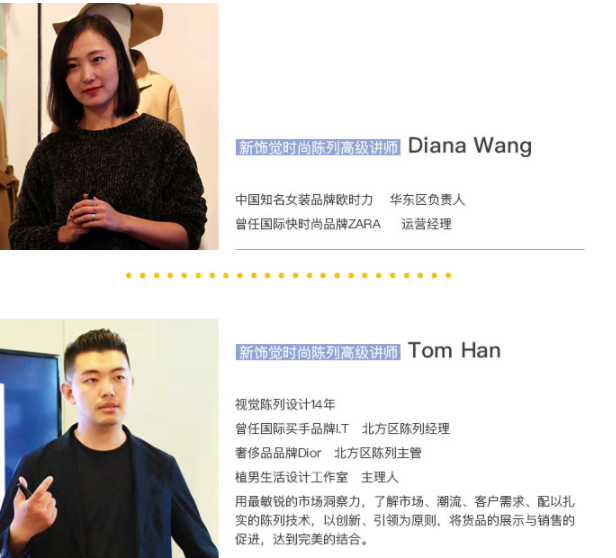 新饰觉时尚陈列高级讲师 Diana Wang
中国知名女装品牌欧时力 华东区负责人
曾任国际快时尚品牌ZARA 运营经理
新饰觉时尚陈列高级讲师 Tom Han
视觉陈列设计14年
曾任国际买手品牌I.T 北方区陈列经理
奢侈品品牌Dior 北方区陈列主管
植男生活设计工作室 主理人
用最敏锐的市场洞察力，了解市场、潮流、客户需求、配以扎
实的陈列技术，以创新、引领为原则，将货品的展示与销售的
促进，达到完美的结合。